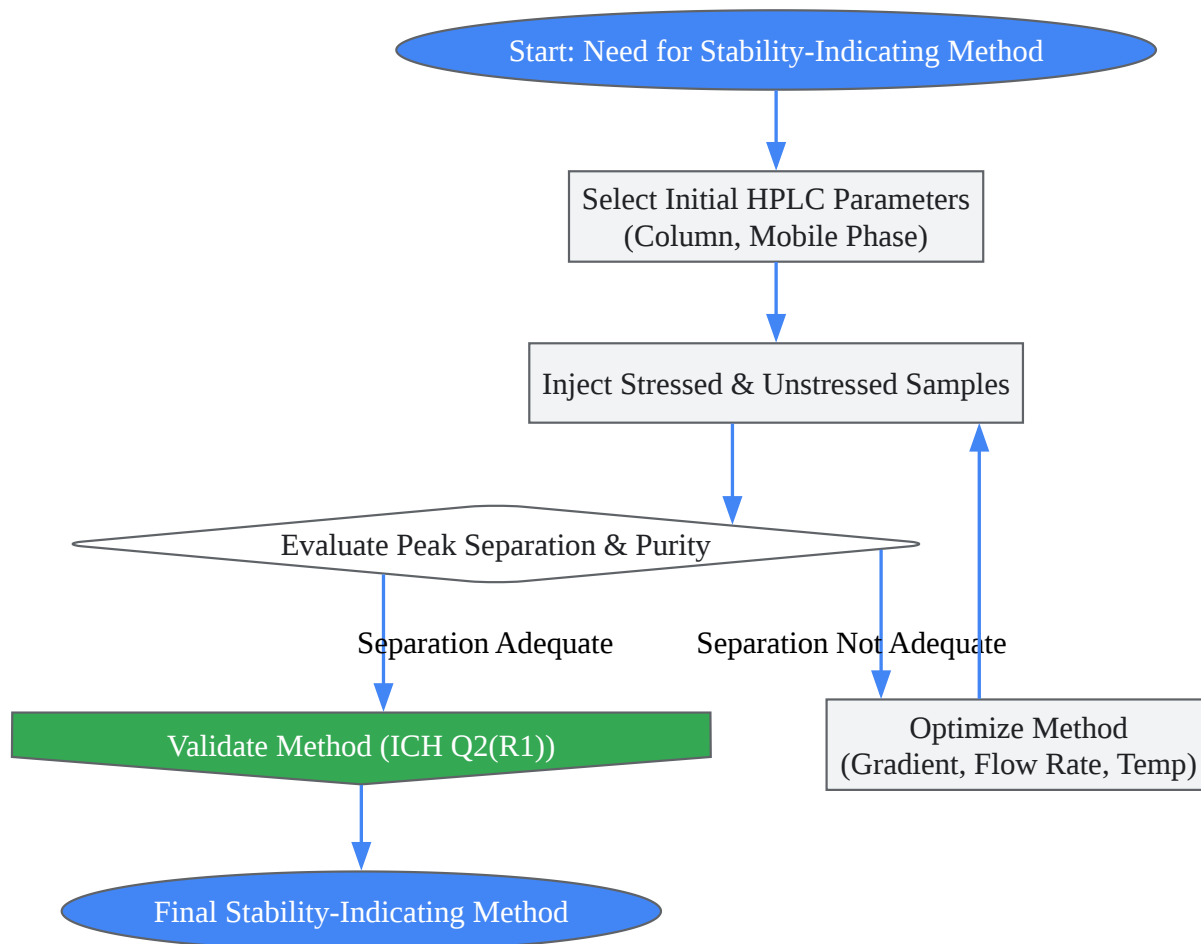 Start: Need for Stability-Indicating Method
Select Initial HPLC Parameters
(Column, Mobile Phase)
Inject Stressed & Unstressed Samples
Evaluate Peak Separation & Purity
Separation Adequate
Separation Not Adequate
Validate Method (ICH Q2(R1))
Optimize Method
(Gradient, Flow Rate, Temp)
Final Stability-Indicating Method